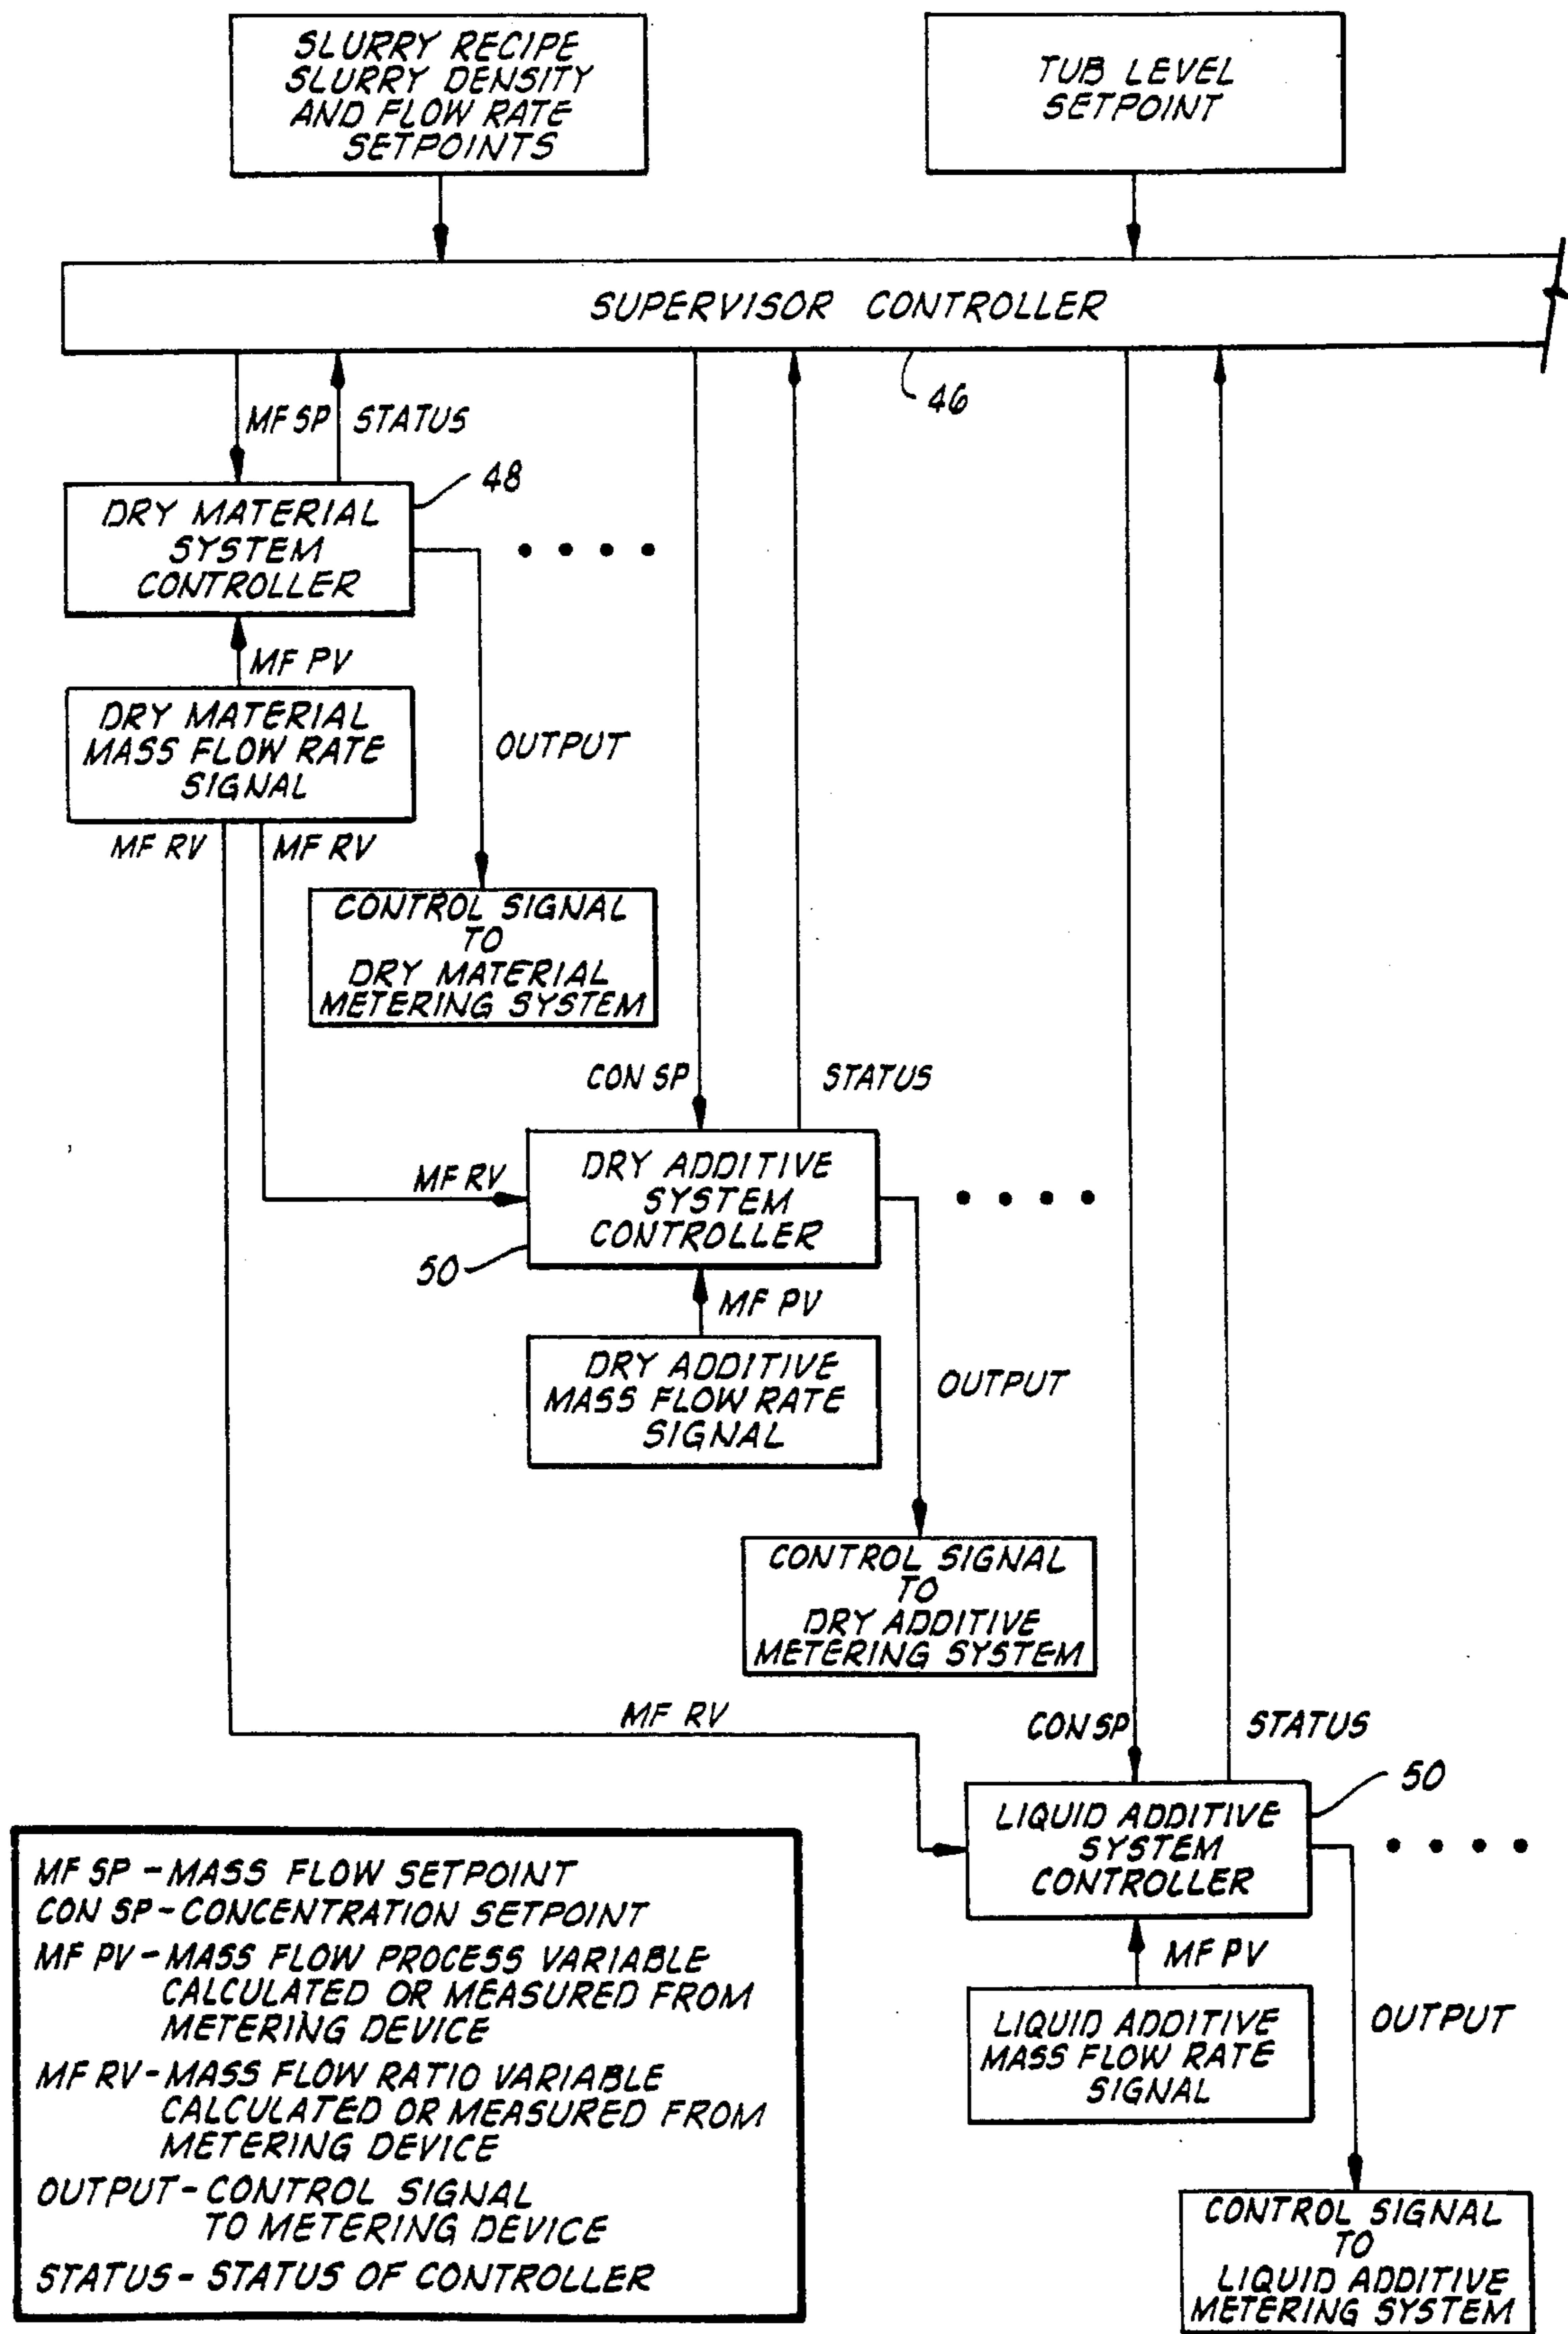 SLURRY RECIPE
SLURRY DENSITY
AND FLOW RATE
SETPOINTS
TUB LEVEL
SETPOINT
SUPERVISOR CONTROLLER
46
MF SP
STATUS
48
DRY MATERIAL
SYSTEM
CONTROLLER
MF PV
DRY MATERIAL
MASS FLOW RATE
SIGNAL
OUTPUT
MF RV
MF RV
CONTROL SIGNAL
TO
DRY MATERIAL
METERING SYSTEM
CON SP
STATUS
MF RV
DRY ADDITIVE
SYSTEM
CONTROLLER
50
MF PV
DRY ADDITIVE
MASS FLOW RATE
SIGNAL
OUTPUT
CONTROL SIGNAL
TO
DRY ADDITIVE
METERING SYSTEM
MF RV
CON SP
STATUS
50
LIQUID ADDITIVE
SYSTEM
CONTROLLER
MF PV
LIQUID ADDITIVE
MASS FLOW RATE
SIGNAL
OUTPUT
CONTROL SIGNAL
TO
LIQUID ADDITIVE
METERING SYSTEM
MF SP - MASS FLOW SETPOINT
CON SP - CONCENTRATION SETPOINT
MF PV - MASS FLOW PROCESS VARIABLE
CALCULATED OR MEASURED FROM
METERING DEVICE
MF RV - MASS FLOW RATIO VARIABLE
CALCULATED OR MEASURED FROM
METERING DEVICE
OUTPUT - CONTROL SIGNAL
TO METERING DEVICE
STATUS - STATUS OF CONTROLLER